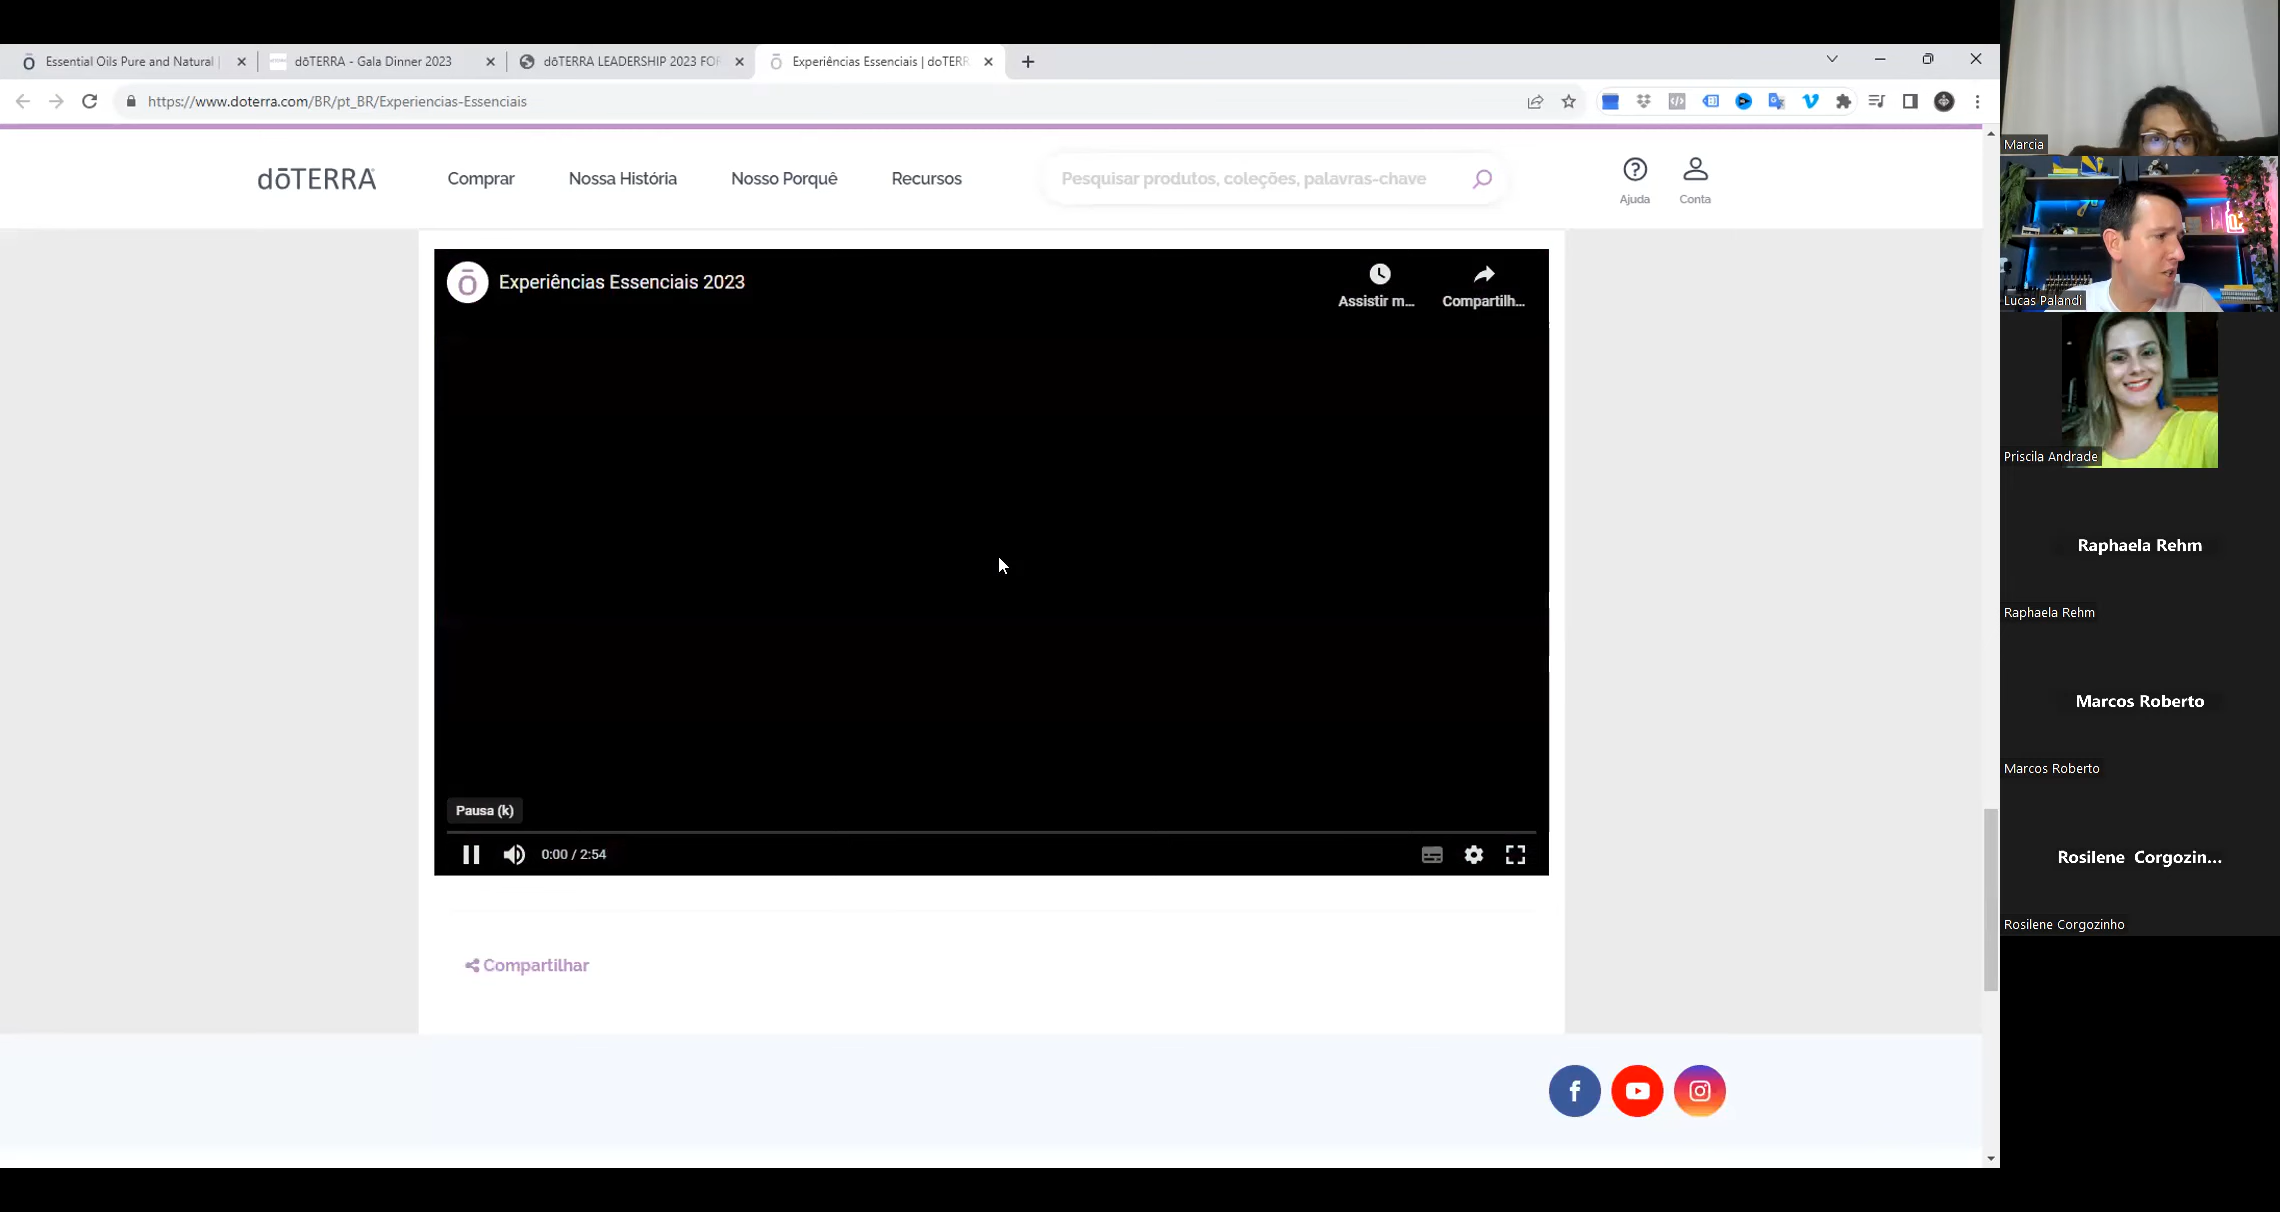 Essential Oils Pure and Natural
dōTERRA - Gala Dinner 2023
dōTERRA LEADERSHIP 2023 FOR
Experiências Essenciais | doTERR
https://www.doterra.com/BR/pt_BR/Experiencias-Essenciais
dōTERRA
Comprar
Nossa História
Nosso Porquê
Recursos
Pesquisar produtos, coleções, palavras-chave
Ajuda
Conta
Experiências Essenciais 2023
Assistir m...
Compartilh...
Pausa (k)
0:00 / 2:54
Compartilhar
Marcia
Lucas Palandi
Priscila Andrade
Raphaela Rehm
Raphaela Rehm
Marcos Roberto
Marcos Roberto
Rosilene Corgozin...
Rosilene Corgozinho